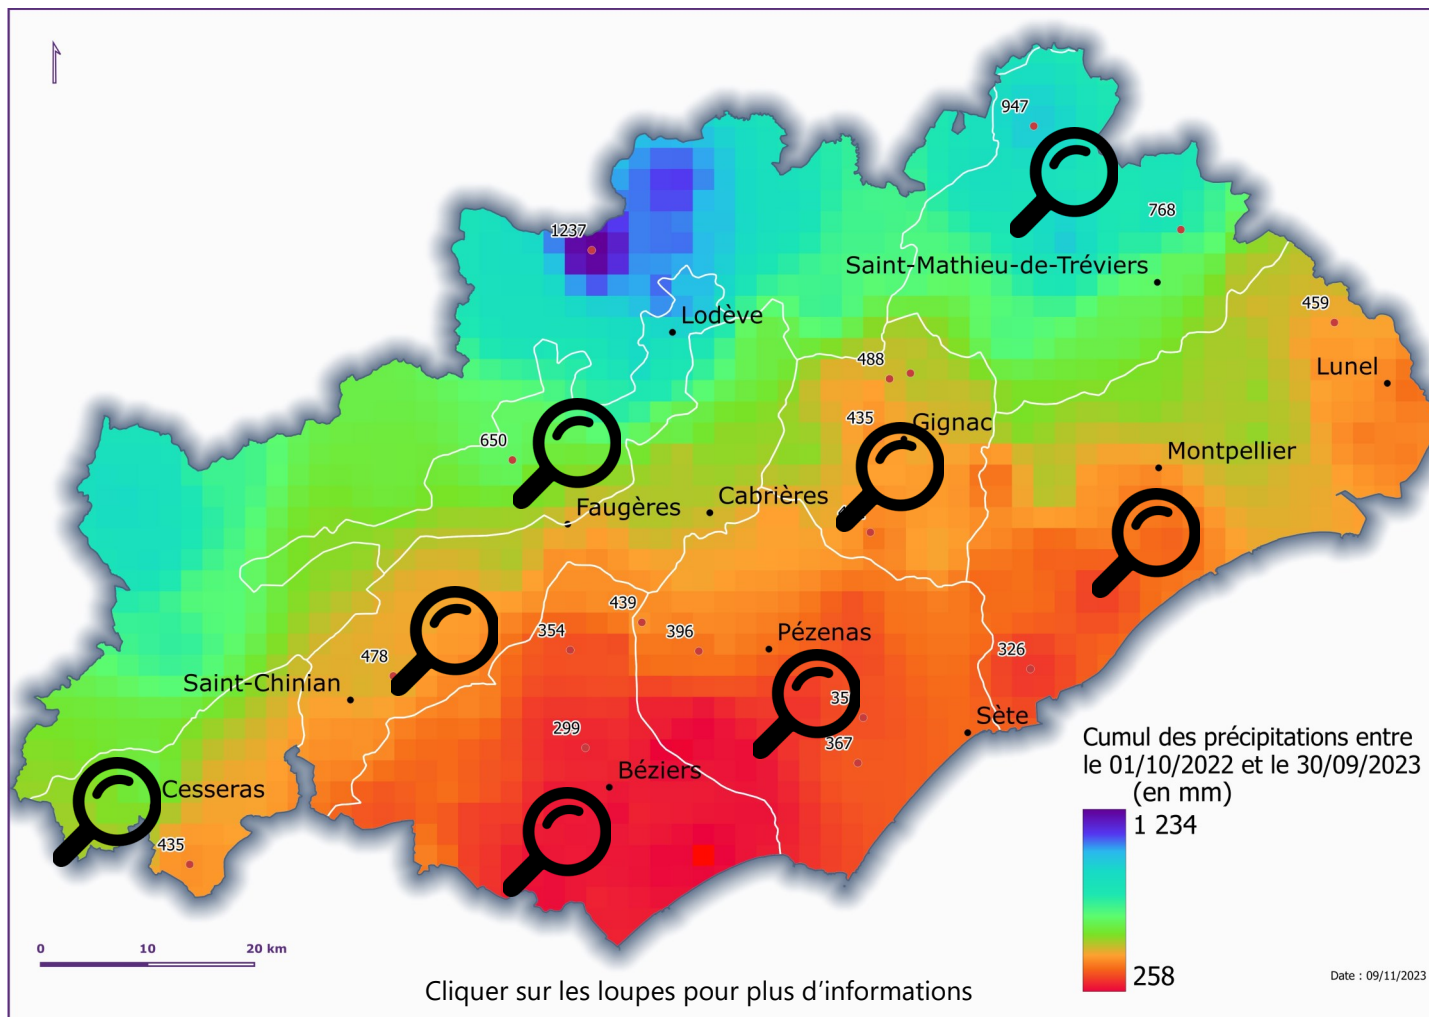 947
768
1237
Saint-Mathieu-de-Tréviers
459
Lodève
488
Lunel
435
Gignac
650
Montpellier
Cabrières
Faugères
439
354
396
Pézenas
326
478
Saint-Chinian
299
Sète
367
Béziers
Cesseras
435
Cumul des précipitations entre
le 01/10/2022 et le 30/09/2023
(en mm)
1 234
258
0 10 20 km
Date : 09/11/2023
Cliquer sur les loupes pour plus d’informations